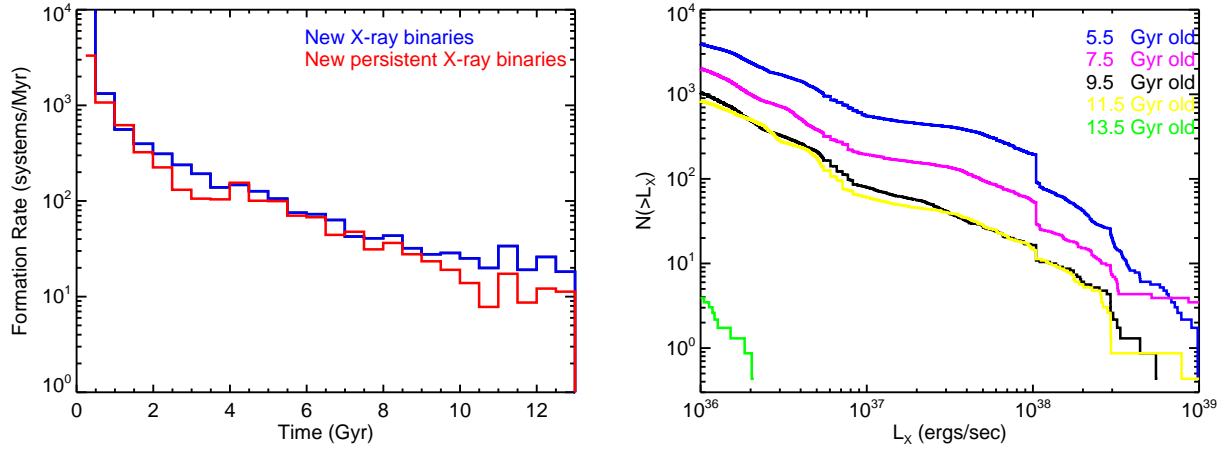 New X-ray binaries
New persistent X-ray binaries
Formation Rate (systems/Myr)
10^4
10^3
10^2
10^1
10^0
0 2 4 6 8 10 12
Time (Gyr)
5.5 Gyr old
7.5 Gyr old
9.5 Gyr old
11.5 Gyr old
13.5 Gyr old
N(>L_X)
10^4
10^3
10^2
10^1
10^0
10^36 10^37 10^38 10^39
L_X (ergs/sec)